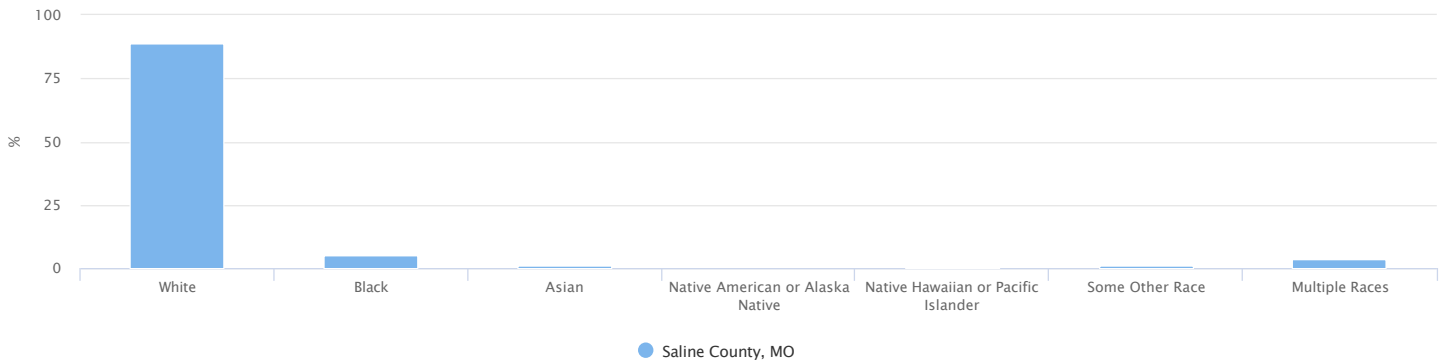 100
75
50
25
0
%
White
Black
Asian
Native American or Alaska
Native
Native Hawaiian or Pacific
Islander
Some Other Race
Multiple Races
Saline County, MO